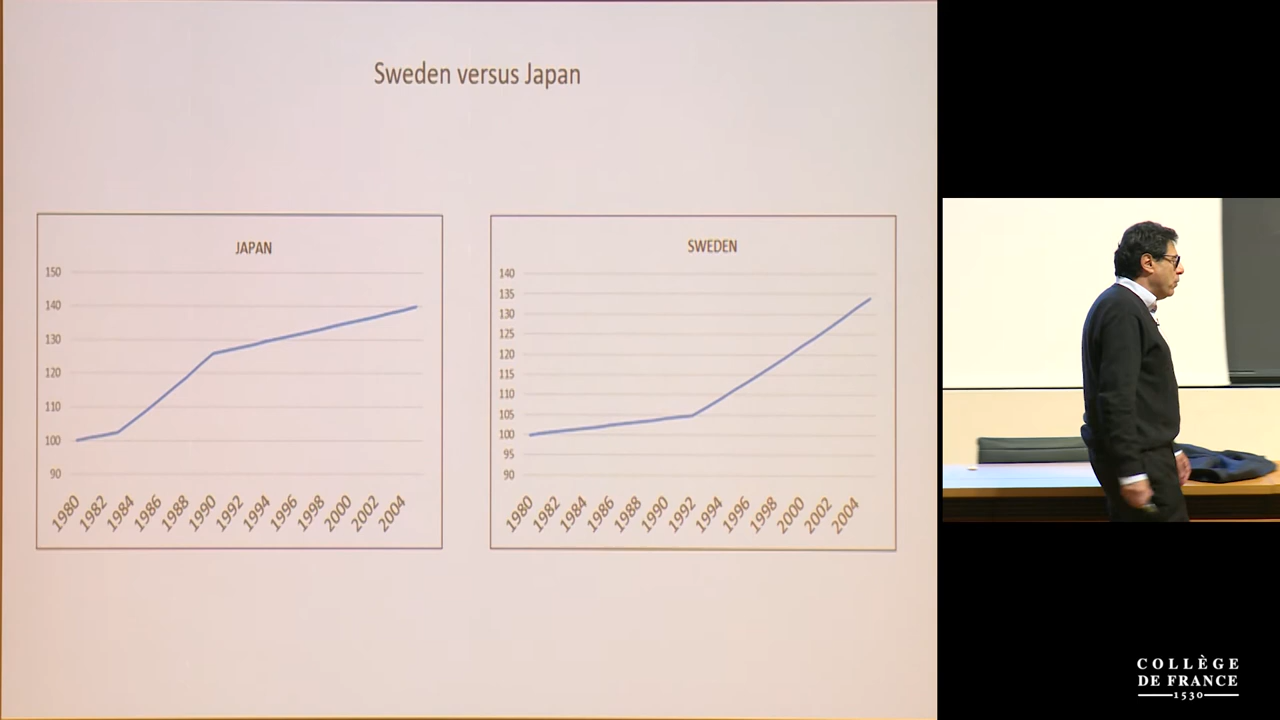 Sweden versus Japan
JAPAN
150
140
130
120
110
100
90
1980 1982 1984 1986 1988 1990 1992 1994 1996 1998 2000 2002 2004
SWEDEN
140
135
130
125
120
115
110
105
100
95
90
1980 1982 1984 1986 1988 1990 1992 1994 1996 1998 2000 2002 2004
COLLÈGE
DE FRANCE
1530